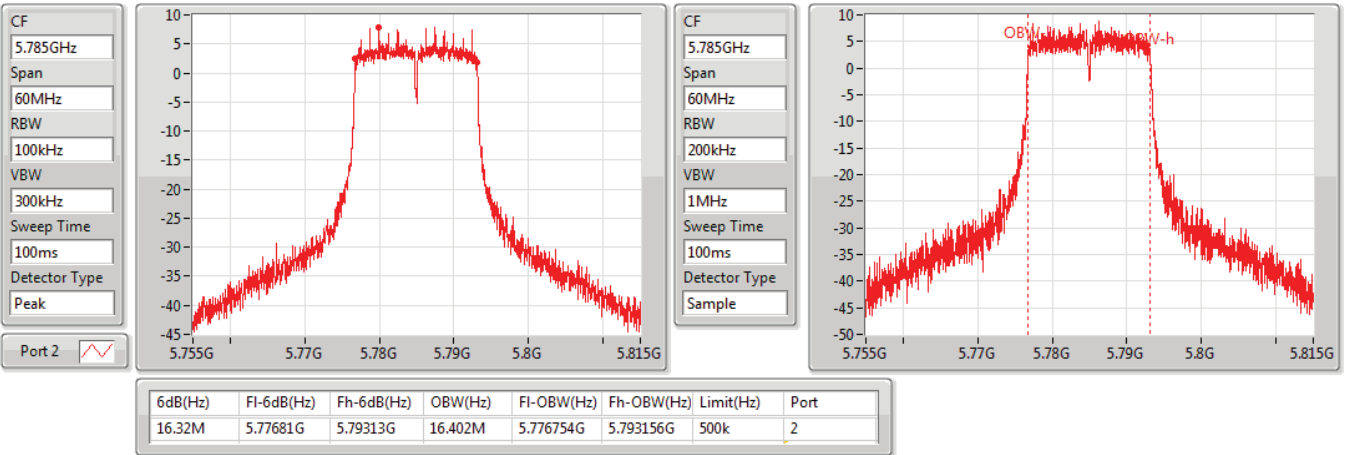 CF
5.785GHz
Span
60MHz
RBW
100kHz
VBW
300kHz
Sweep Time
100ms
Detector Type
Peak
Port 2
10-
5-
0-
-5-
-10-
-15-
-20-
-25-
-30-
-35-
-40-
-45-
5.755G 5.77G 5.78G 5.79G 5.8G 5.815G
CF
5.785GHz
Span
60MHz
RBW
200kHz
VBW
1MHz
Sweep Time
100ms
Detector Type
Sample
10-
5-
0-
-5-
-10-
-15-
-20-
-25-
-30-
-35-
-40-
-45-
-50-
5.755G 5.77G 5.78G 5.79G 5.8G 5.815G
6dB(Hz) Fl-6dB(Hz) Fh-6dB(Hz) OBW(Hz) Fl-OBW(Hz) Fh-OBW(Hz) Limit(Hz) Port
16.32M 5.77681G 5.79313G 16.402M 5.776754G 5.793156G 500k 2